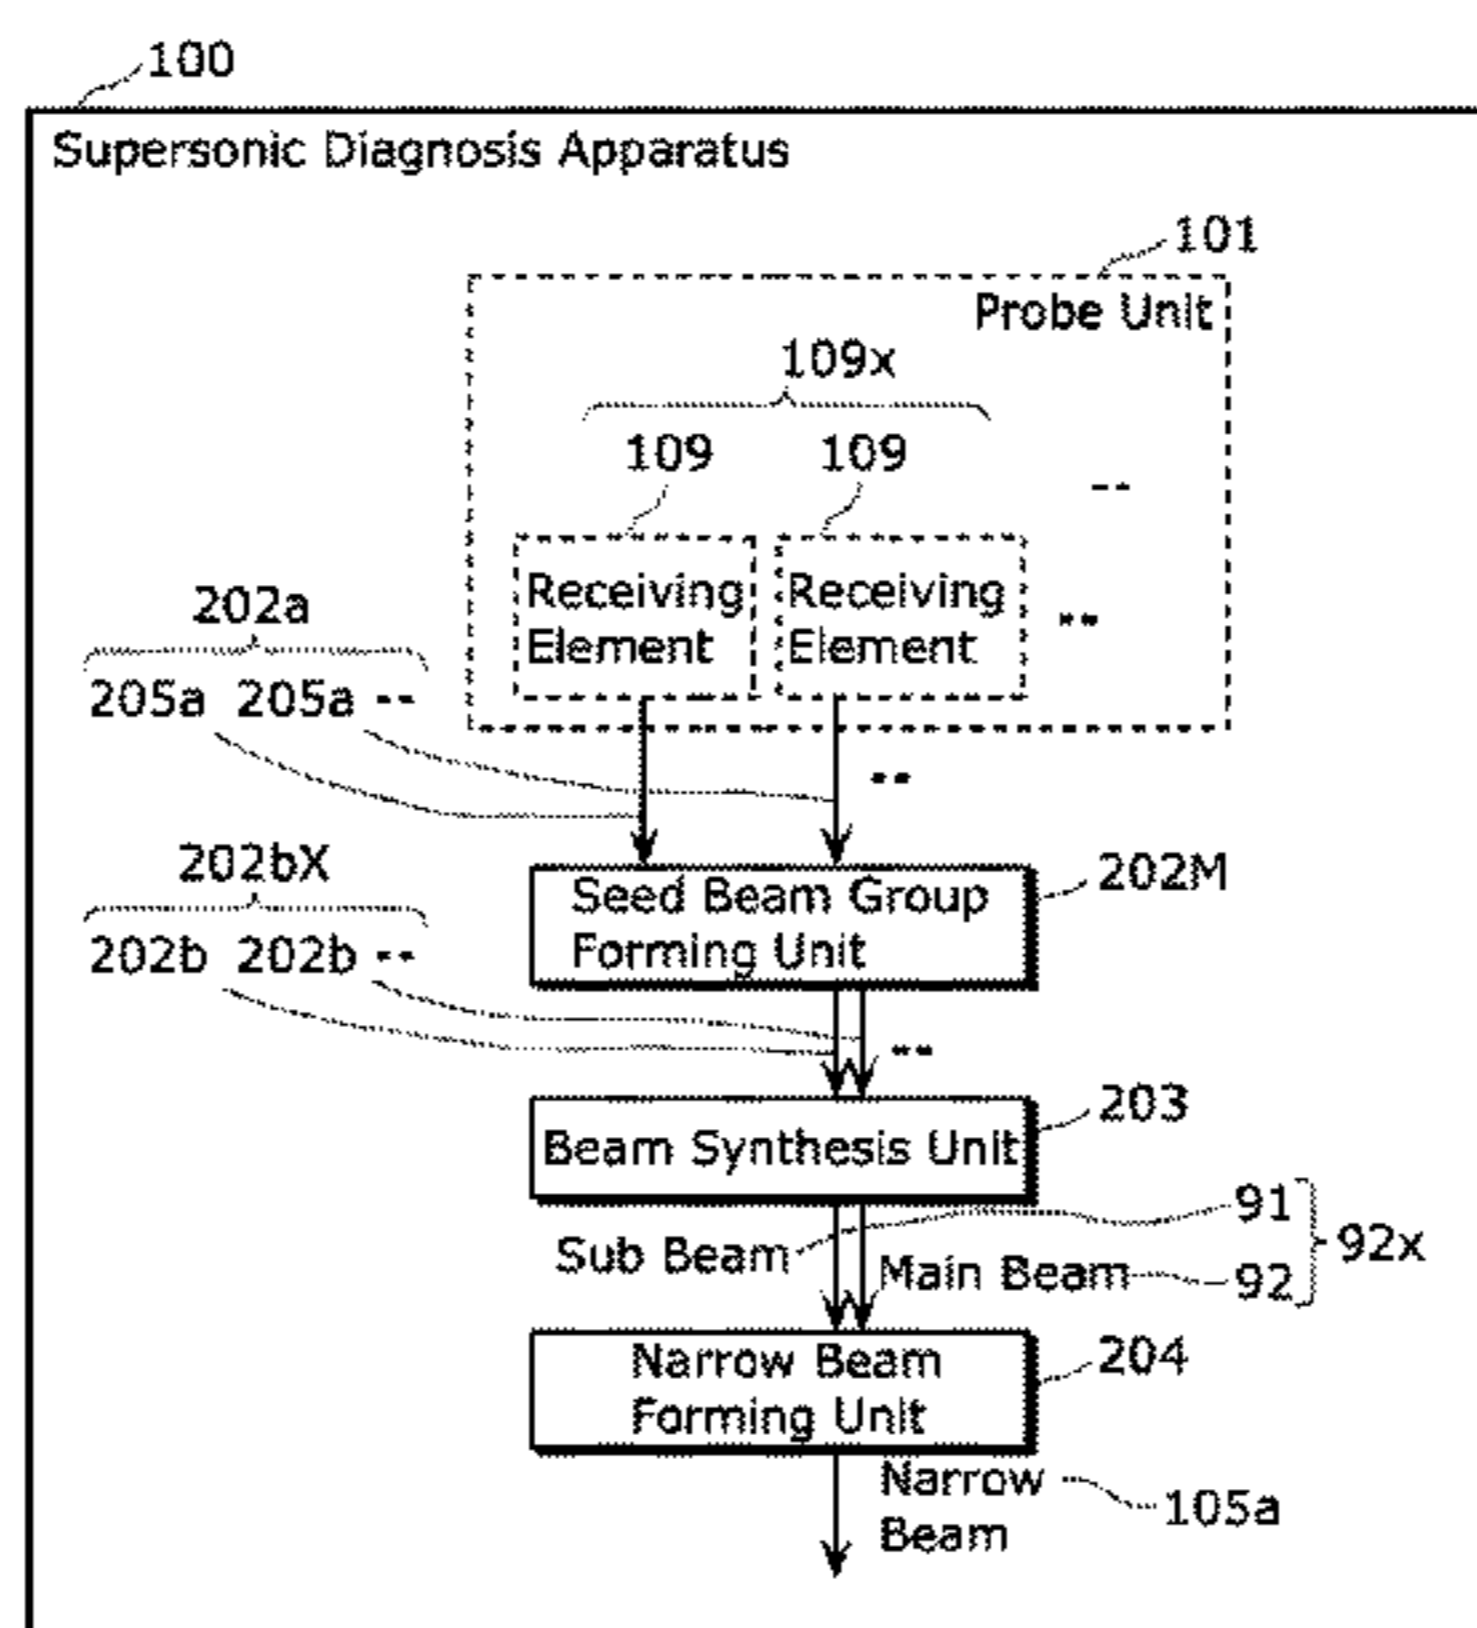 100
Supersonic Diagnosis Apparatus
101
Probe Unit
109x
109 109
--
Receiving Element
Receiving Element
--
202a
205a 205a --
--
202bX
202b 202b --
Seed Beam Group
Forming Unit
202M
--
Beam Synthesis Unit
203
Sub Beam
91
Main Beam
92
92x
Narrow Beam
Forming Unit
204
Narrow
Beam
105a